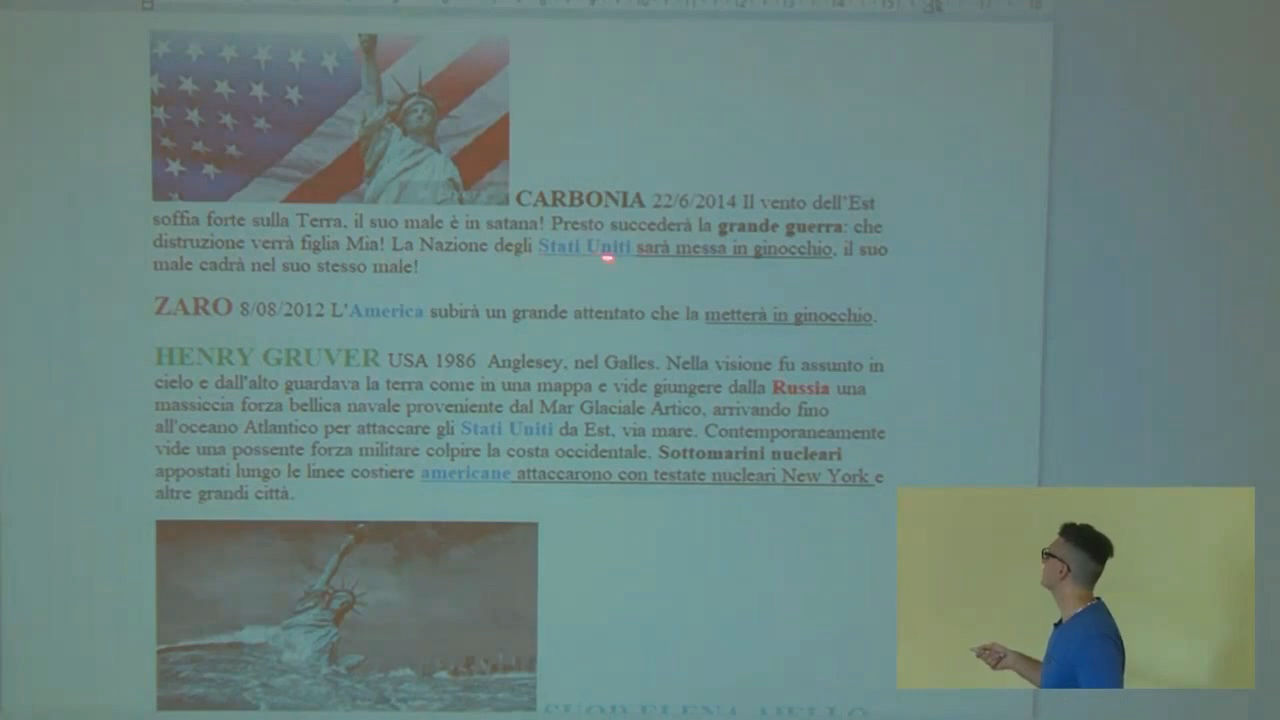 CARBONIA 22/6/2014 Il vento dell'Est
soffia forte sulla Terra, il suo male è in satana! Presto succederà la grande guerra: che
distruzione verrà figlia Mia! La Nazione degli Stati Uniti sarà messa in ginocchio, il suo
male cadrà nel suo stesso male!
ZARO 8/08/2012 L'America subirà un grande attentato che la metterà in ginocchio.
HENRY GRUVER USA 1986 Anglesey, nel Galles. Nella visione fu assunto in
cielo e dall'alto guardava la terra come in una mappa e vide giungere dalla Russia una
massiccia forza bellica navale proveniente dal Mar Glaciale Artico, arrivando fino
all'oceano Atlantico per attaccare gli Stati Uniti da Est, via mare. Contemporaneamente
vide una possente forza militare colpire la costa occidentale. Sottomarini nucleari
appostati lungo le linee costiere americane attaccarono con testate nucleari New York e
altre grandi città.
SUOR ELENA AIELLO